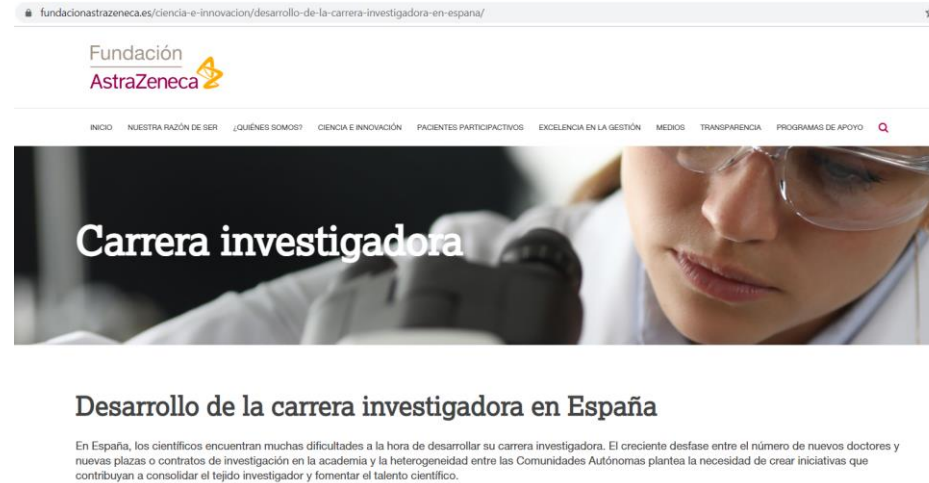 fundacionastrazeneca.es/ciencia-e-innovacion/desarrollo-de-la-carrera-investigadora-en-espana/
Fundación
AstraZeneca
INICIO NUESTRA RAZÓN DE SER ¿QUIÉNES SOMOS? CIENCIA E INNOVACIÓN PACIENTES PARTICIPACTIVOS EXCELENCIA EN LA GESTIÓN MEDIOS TRANSPARENCIA PROGRAMAS DE APOYO
Carrera investigadora
Desarrollo de la carrera investigadora en España
En España, los científicos encuentran muchas dificultades a la hora de desarrollar su carrera investigadora. El creciente desfase entre el número de nuevos doctores y
nuevas plazas o contratos de investigación en la academia y la heterogeneidad entre las Comunidades Autónomas plantea la necesidad de crear iniciativas que
contribuyan a consolidar el tejido investigador y fomentar el talento científico.